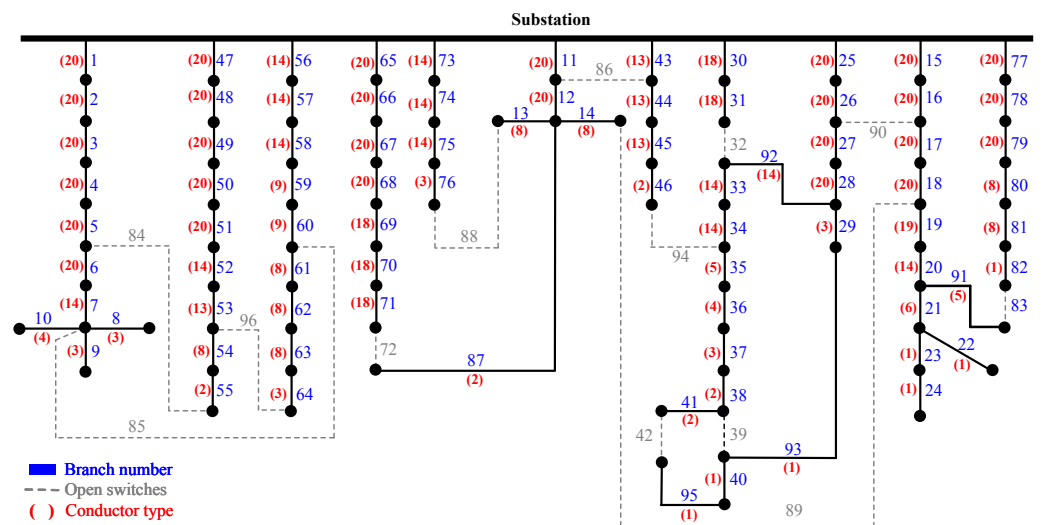 Substation
(20) 1 (20) 47 (14) 56 (20) 65 (14) 73 (20) 11 (13) 43 (18) 30 (20) 25 (20) 15 (20) 77
86
(20) 2 (20) 48 (14) 57 (20) 66 (14) 74 (20) 12 (13) 44 (18) 31 (20) 26 (20) 16 (20) 78
13 14
(8) (8)
90
(20) 3 (20) 49 (14) 58 (20) 67 (14) 75 (13) 45 32 (20) 27 (20) 17 (20) 79
92
(14)
(20) 4 (20) 50 (9) 59 (20) 68 (3) 76 (2) 46 (14) 33 (20) 28 (20) 18 (8) 80
(20) 5 (20) 51 (9) 60 (18) 69 (14) 34 (3) 29 (19) 19 (8) 81
84 88 94
(20) 6 (14) 52 (8) 61 (18) 70 (5) 35 (14) 20 (1) 82
91
(5)
(14) 7 (13) 53 (8) 62 (18) 71 (4) 36 (6) 21 83
10 8 96
(4) (3)
(3) 9 (8) 54 (8) 63 72 (3) 37 (1) 23 22
(1)
87
(2)
(2) 55 (3) 64 (2) 38 (1) 24
41
(2)
85 42 39
93
(1)
Branch number
(1) 40
Open switches
95
(1)
89
( ) Conductor type